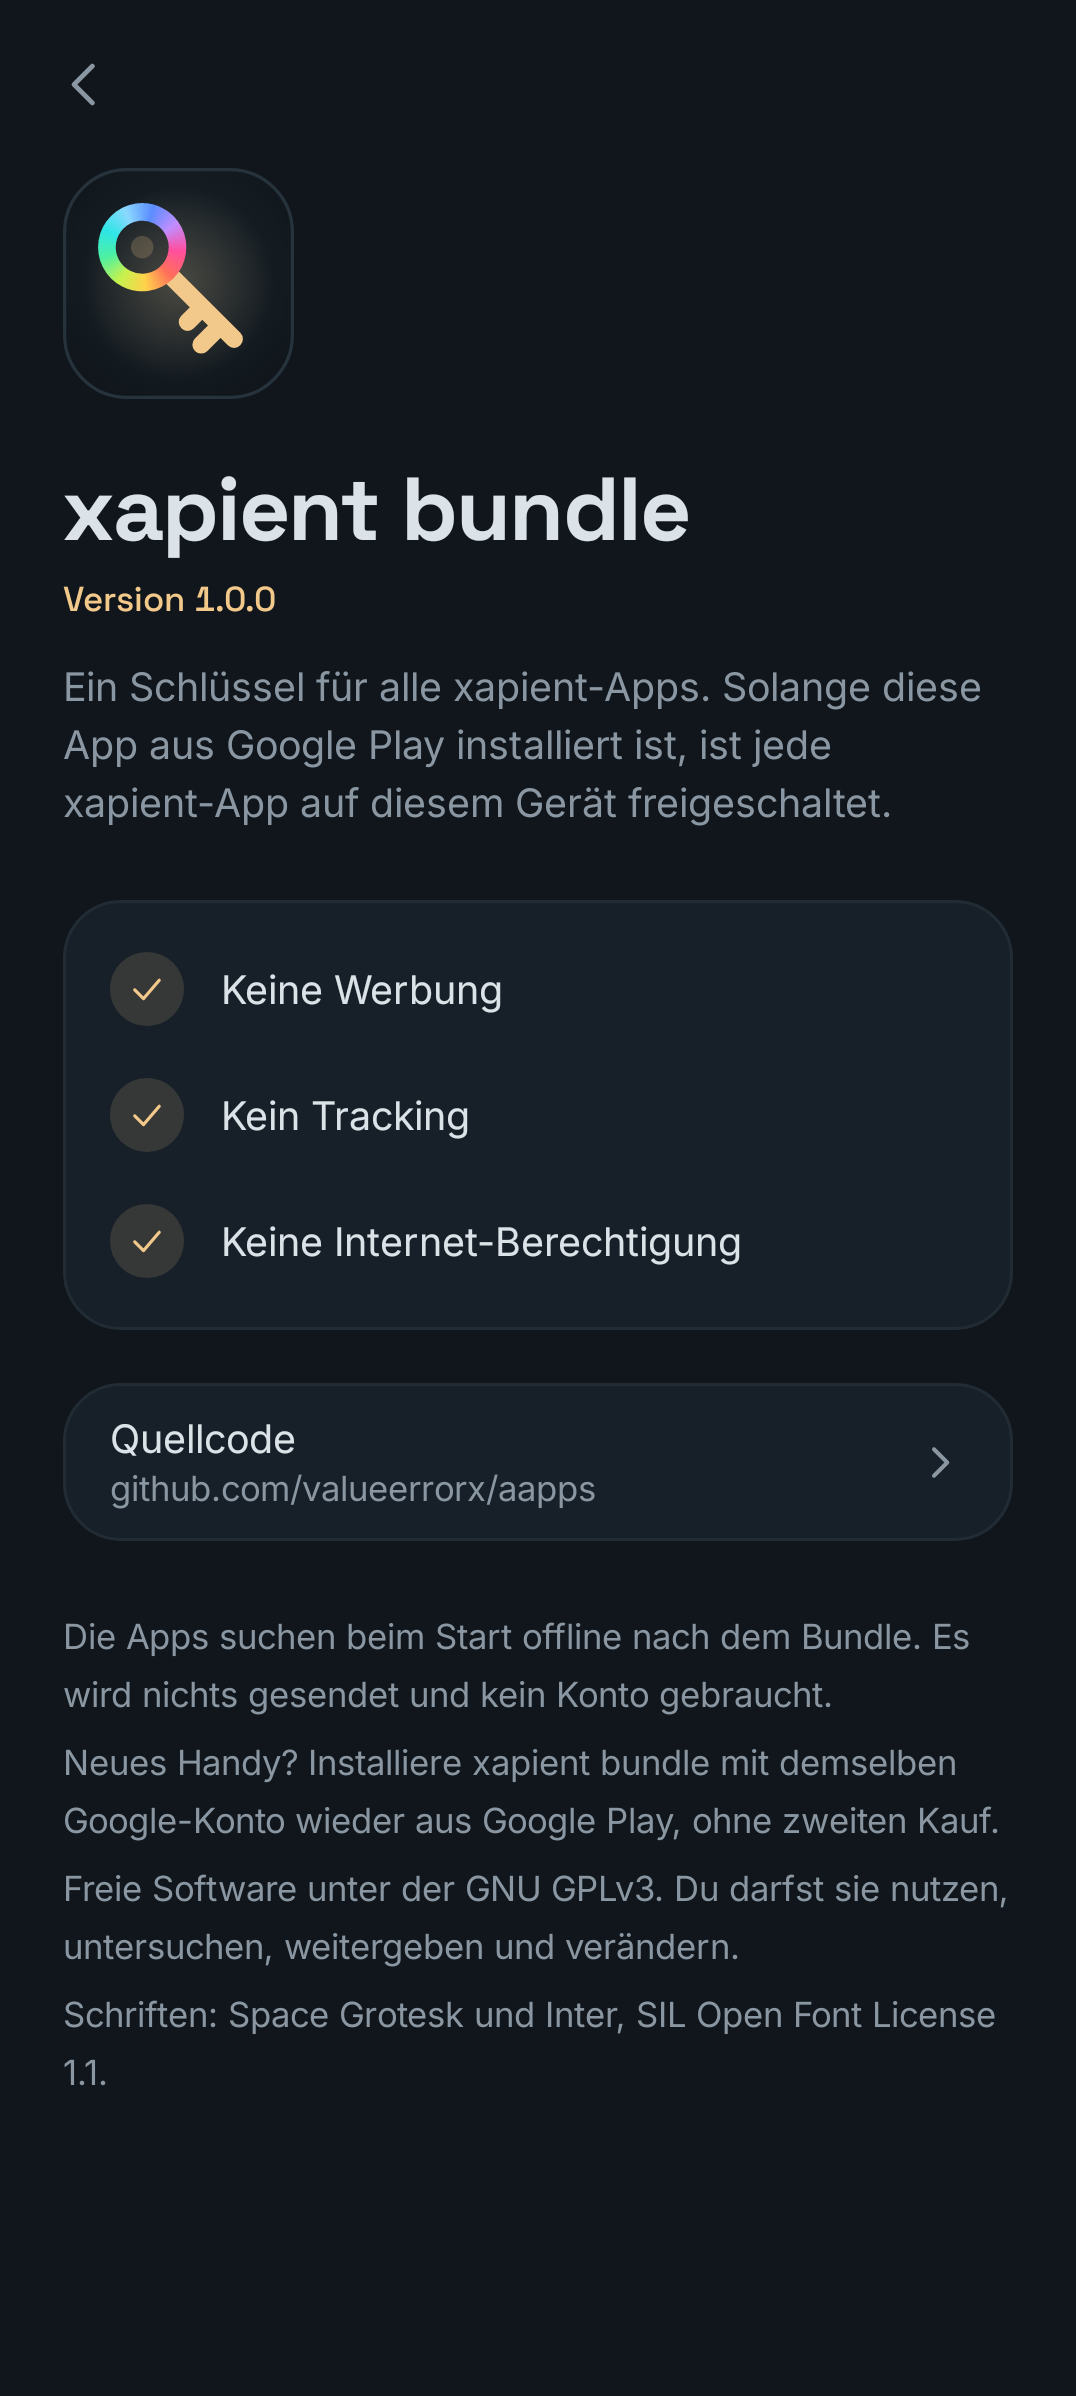 xapient bundle
Version 1.0.0
Ein Schlüssel für alle xapient-Apps. Solange diese
App aus Google Play installiert ist, ist jede
xapient-App auf diesem Gerät freigeschaltet.
Keine Werbung
Kein Tracking
Keine Internet-Berechtigung
Quellcode
github.com/valueerrorx/aapps
Die Apps suchen beim Start offline nach dem Bundle. Es
wird nichts gesendet und kein Konto gebraucht.
Neues Handy? Installiere xapient bundle mit demselben
Google-Konto wieder aus Google Play, ohne zweiten Kauf.
Freie Software unter der GNU GPLv3. Du darfst sie nutzen,
untersuchen, weitergeben und verändern.
Schriften: Space Grotesk und Inter, SIL Open Font License
1.1.